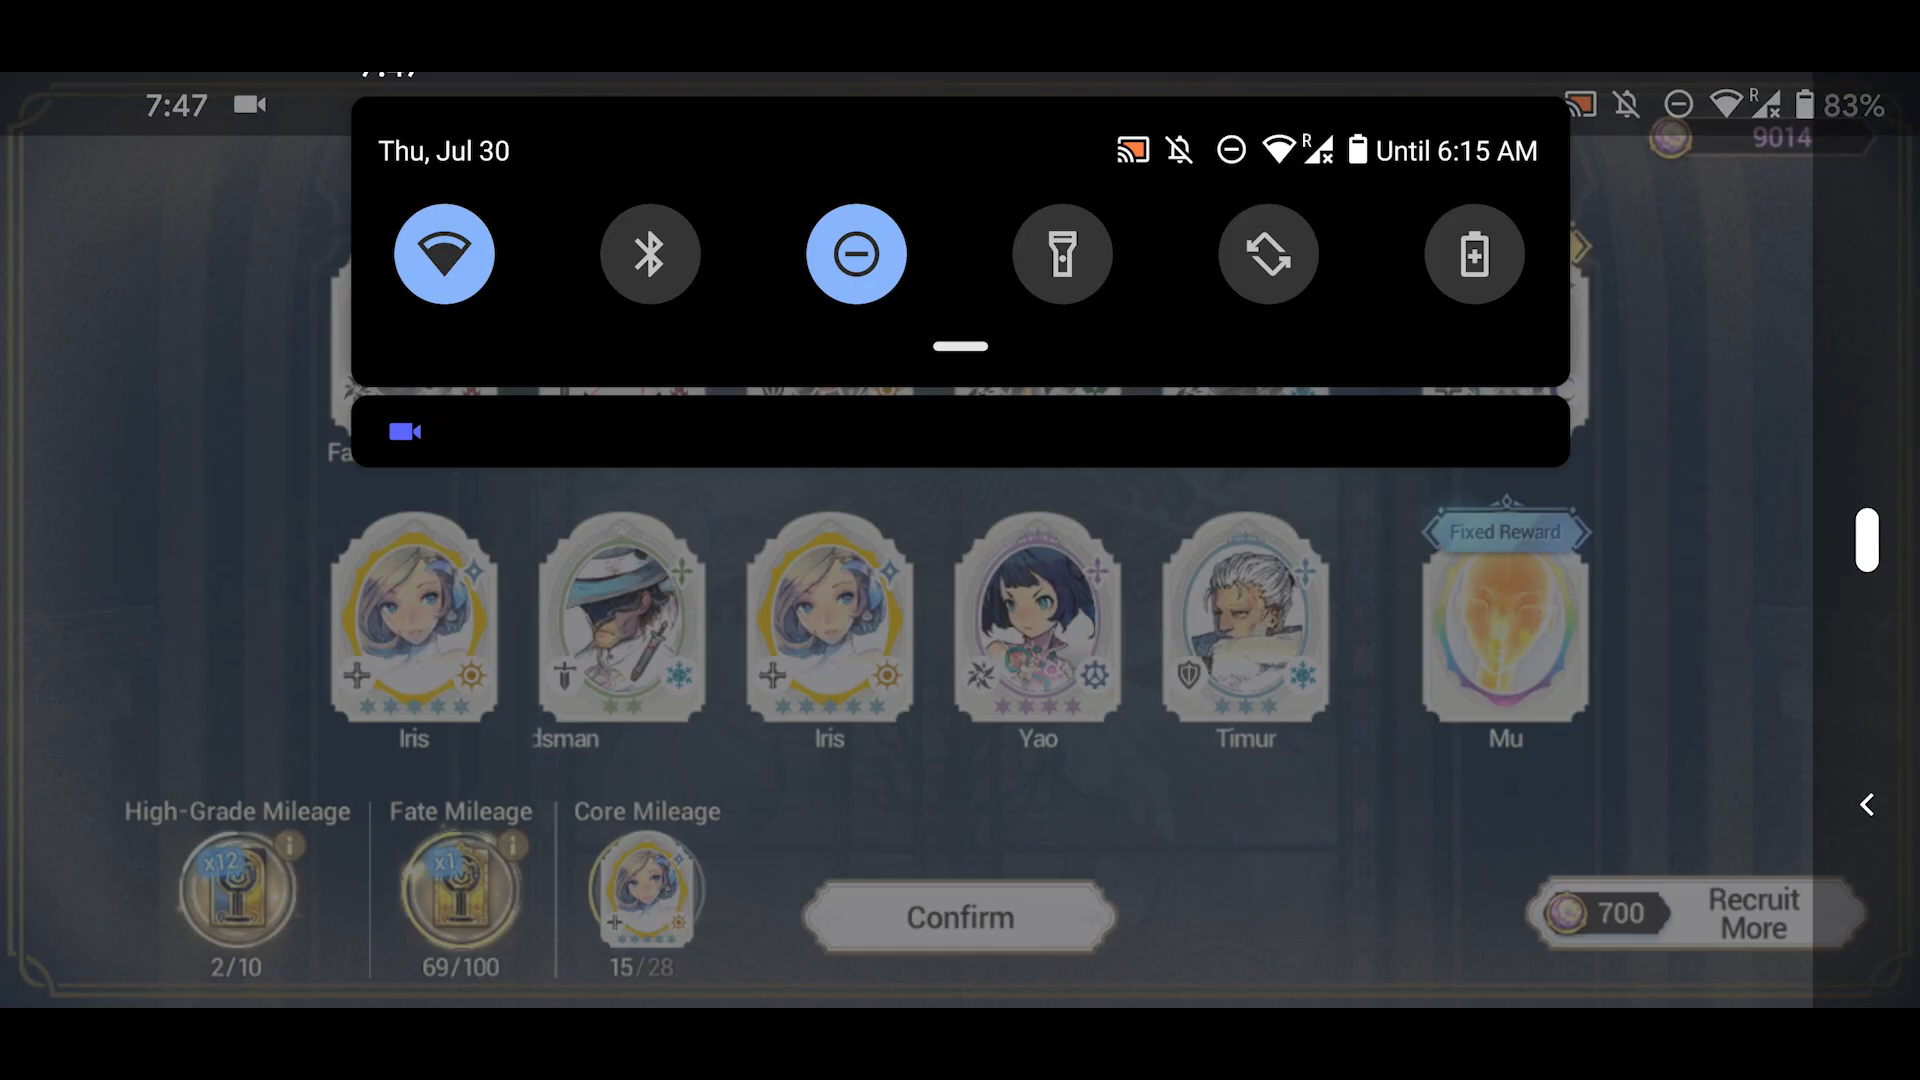 7:47
83%
9014
Thu, Jul 30
R
Until 6:15 AM
Fixed Reward
Iris
dsman
Iris
Yao
Timur
Mu
High-Grade Mileage
Fate Mileage
Core Mileage
x12
x1
2/10
69/100
15/28
Confirm
700
Recruit
More